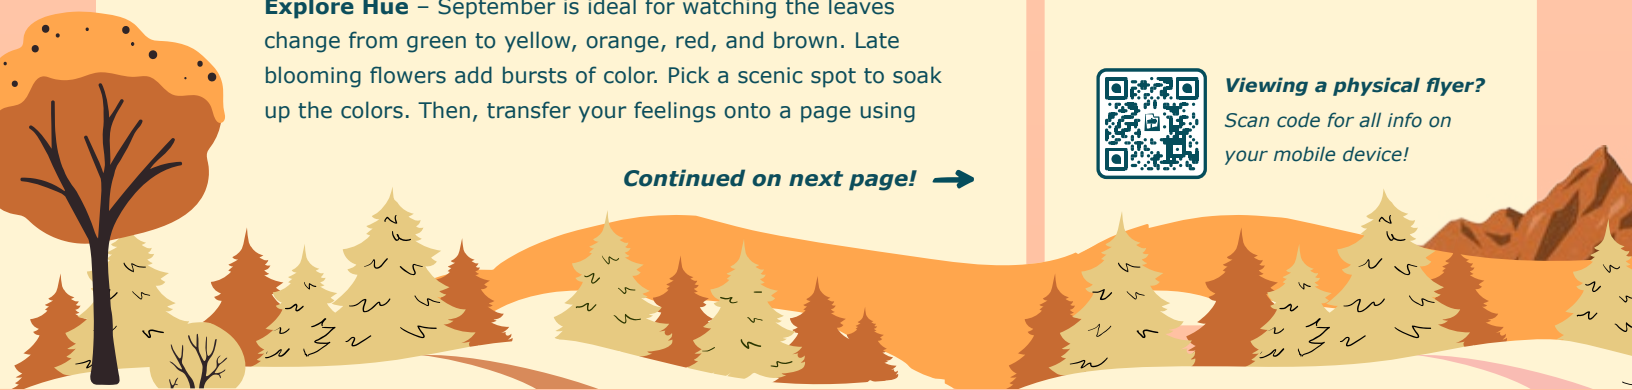 Explore Hue – September is ideal for watching the leaves
change from green to yellow, orange, red, and brown. Late
blooming flowers add bursts of color. Pick a scenic spot to soak
up the colors. Then, transfer your feelings onto a page using
Continued on next page!
Viewing a physical flyer?
Scan code for all info on
your mobile device!